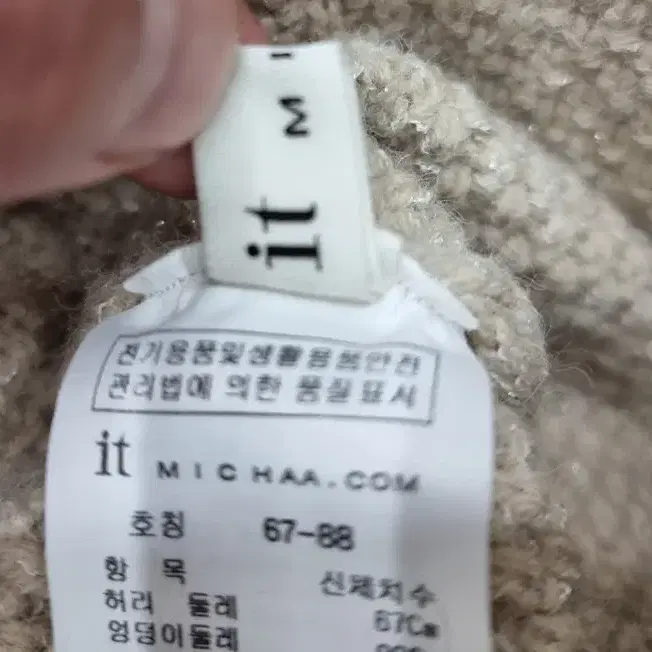 it MI
전기용품및생활용품안전
관리법에 의한 품질표시
it MICHAA.COM
호칭 67-88
항 목 신체치수
허리 둘레 67Cm
엉덩이둘레